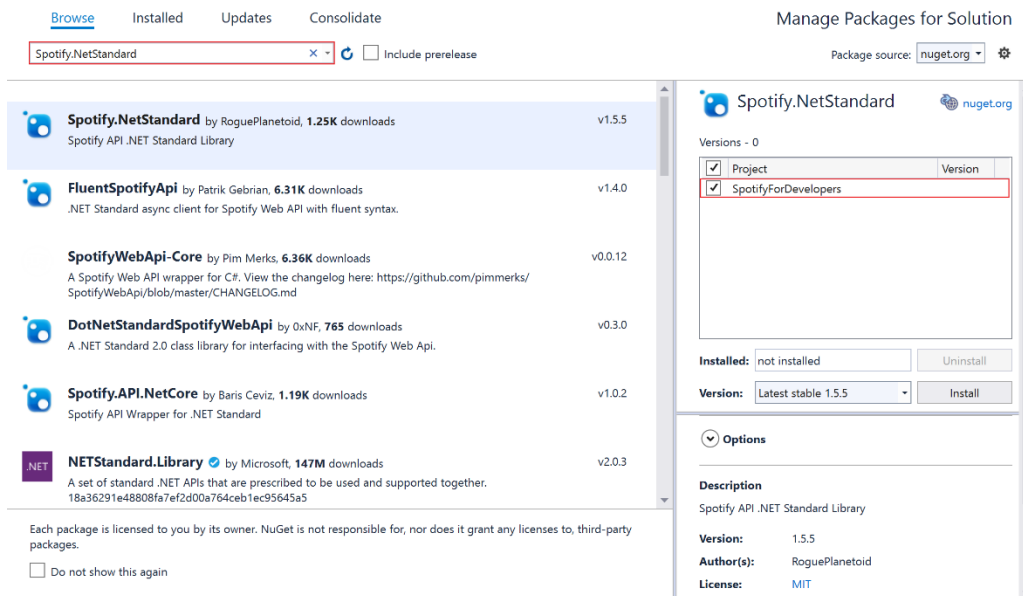 Browse Installed Updates Consolidate
Manage Packages for Solution
Spotify.NetStandard
Include prerelease
Package source: nuget.org
Spotify.NetStandard by RoguePlanetoid, 1.25K downloads v1.5.5
Spotify API .NET Standard Library
FluentSpotifyApi by Patrik Gebrian, 6.31K downloads v1.4.0
.NET Standard async client for Spotify Web API with fluent syntax.
SpotifyWebApi-Core by Pim Merks, 6.36K downloads v0.0.12
A Spotify Web API wrapper for C#. View the changelog here: https://github.com/pimmerks/
SpotifyWebApi/blob/master/CHANGELOG.md
DotNetStandardSpotifyWebApi by 0xNF, 765 downloads v0.3.0
A .NET Standard 2.0 class library for interfacing with the Spotify Web Api.
Spotify.API.NetCore by Baris Ceviz, 1.19K downloads v1.0.2
Spotify API Wrapper for .NET Standard
.NET
NETStandard.Library by Microsoft, 147M downloads v2.0.3
A set of standard .NET APIs that are prescribed to be used and supported together.
18a36291e48808fa7ef2d00a764ceb1ec95645a5
Each package is licensed to you by its owner. NuGet is not responsible for, nor does it grant any licenses to, third-party
packages.
Do not show this again
Spotify.NetStandard nuget.org
Versions - 0
Project Version
SpotifyForDevelopers
Installed: not installed Uninstall
Version: Latest stable 1.5.5 Install
Options
Description
Spotify API .NET Standard Library
Version: 1.5.5
Author(s): RoguePlanetoid
License: MIT